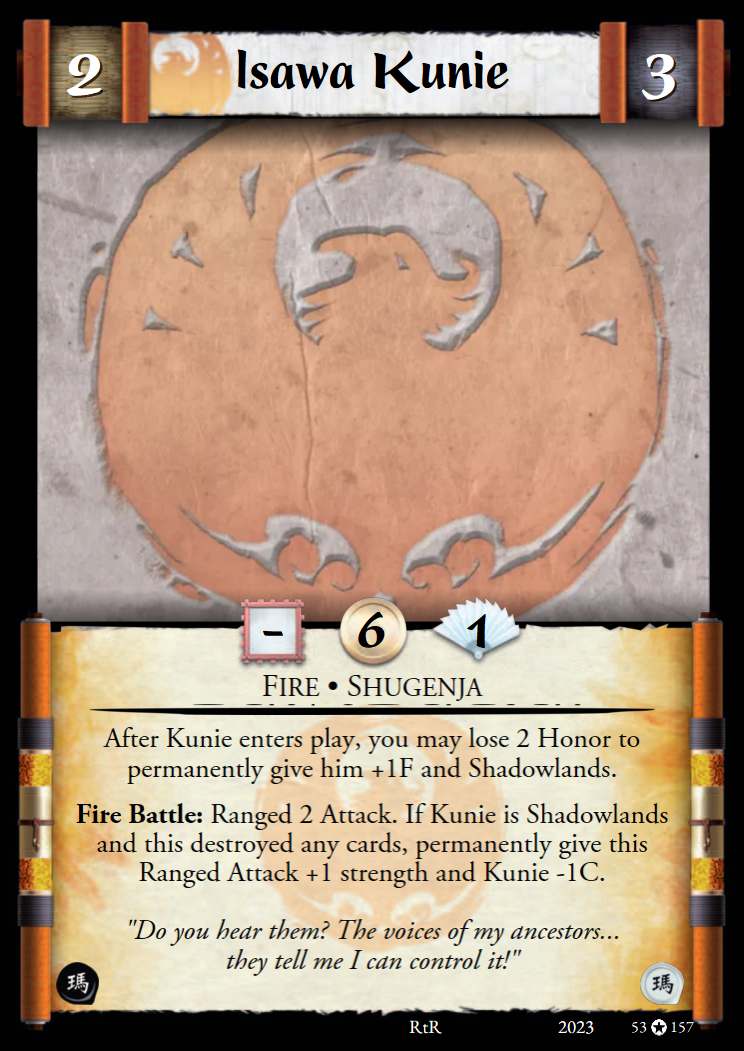 2 Isawa Kunie 3
- 6 1
FIRE • SHUGENJA
After Kunie enters play, you may lose 2 Honor to
permanently give him +1F and Shadowlands.
Fire Battle: Ranged 2 Attack. If Kunie is Shadowlands
and this destroyed any cards, permanently give this
Ranged Attack +1 strength and Kunie -1C.
"Do you hear them? The voices of my ancestors...
they tell me I can control it!"
瑪 瑪
RtR 2023 53 ✪ 157